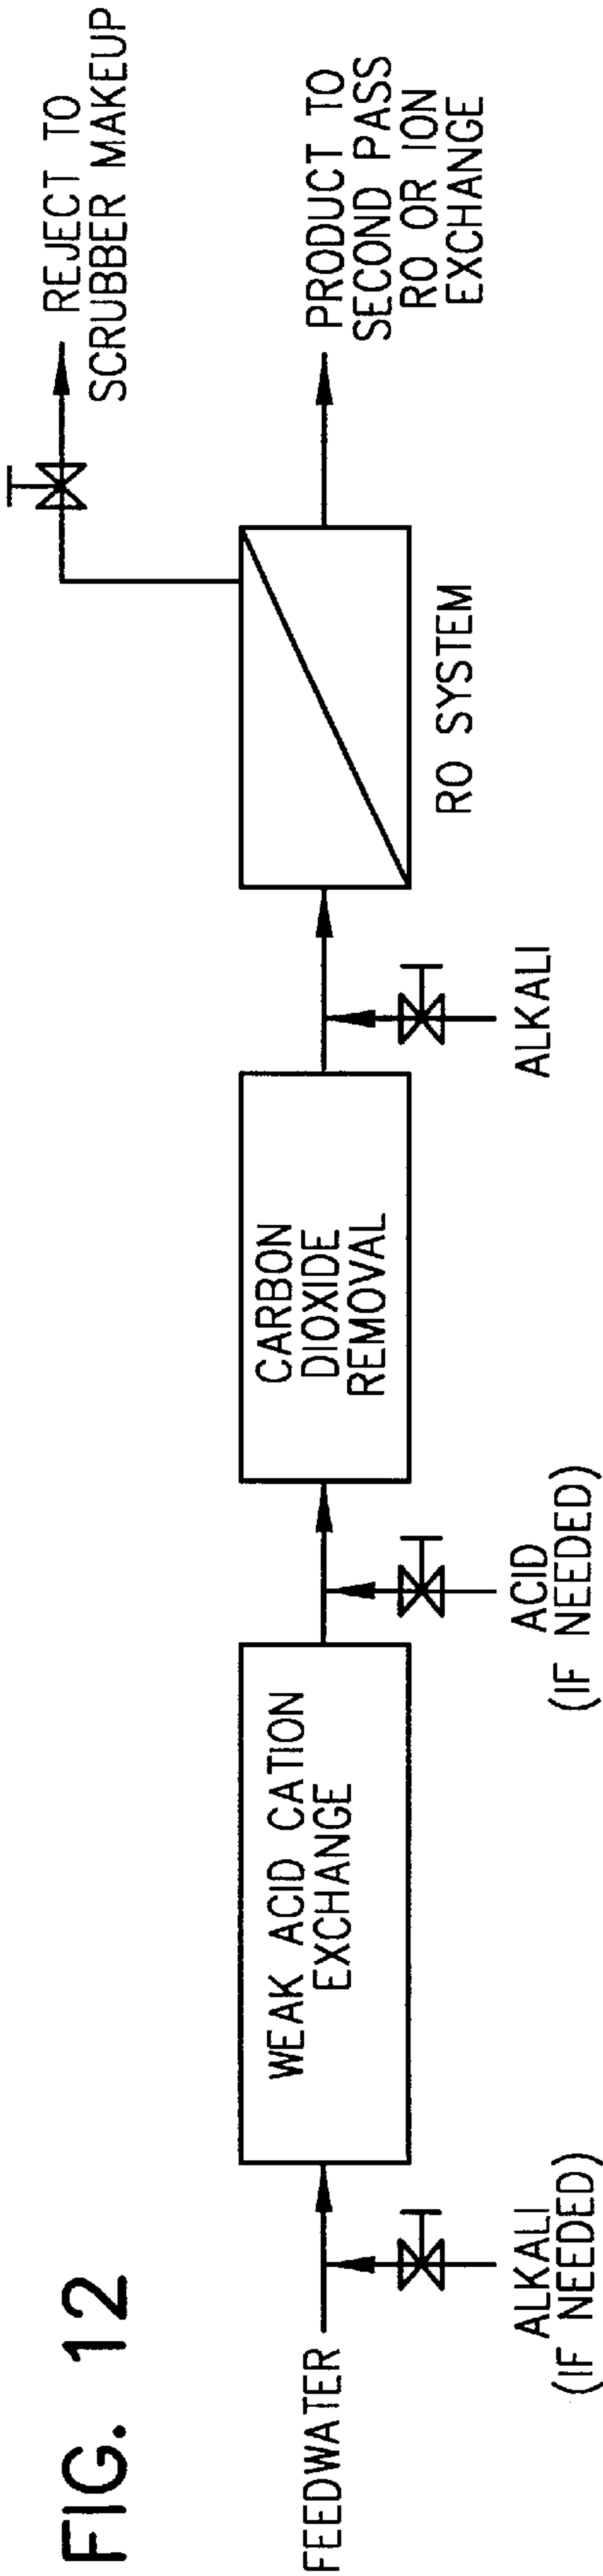 FIG. 12
FEEDWATER
ALKALI
(IF NEEDED)
WEAK ACID CATION
EXCHANGE
ACID
(IF NEEDED)
CARBON
DIOXIDE
REMOVAL
ALKALI
RO SYSTEM
REJECT TO
SCRUBBER MAKEUP
PRODUCT TO
SECOND PASS
RO OR ION
EXCHANGE